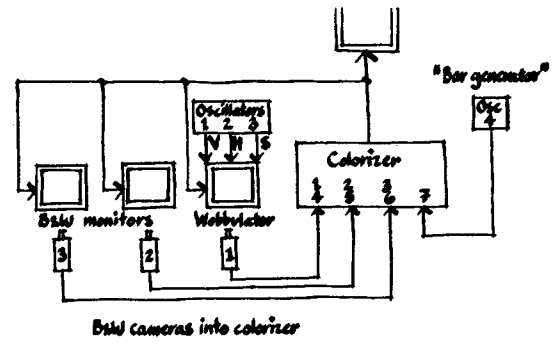 "Bar generator"
Oscillators
1 2 3
V H S
Osc
4
Colorizer
1 2 3
4 5 6 7
B&W monitors
Wobbulator
3
2
1
B&W cameras into colorizer